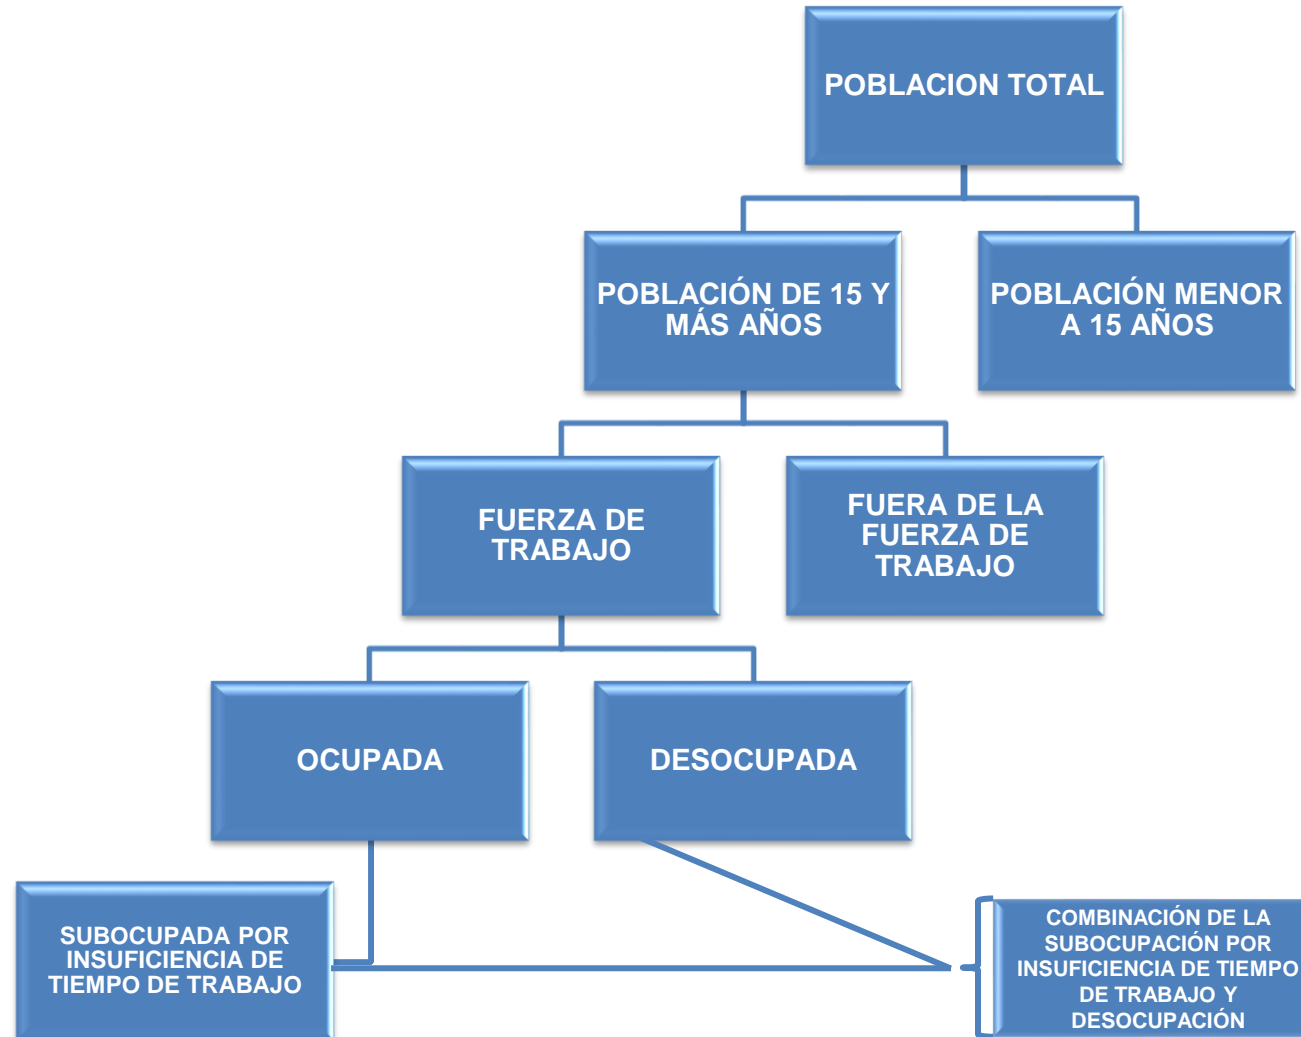 POBLACION TOTAL
POBLACIÓN DE 15 Y
MÁS AÑOS
POBLACIÓN MENOR
A 15 AÑOS
FUERZA DE
TRABAJO
FUERA DE LA
FUERZA DE
TRABAJO
OCUPADA
DESOCUPADA
SUBOCUPADA POR
INSUFICIENCIA DE
TIEMPO DE TRABAJO
COMBINACIÓN DE LA
SUBOCUPACIÓN POR
INSUFICIENCIA DE TIEMPO
DE TRABAJO Y
DESOCUPACIÓN